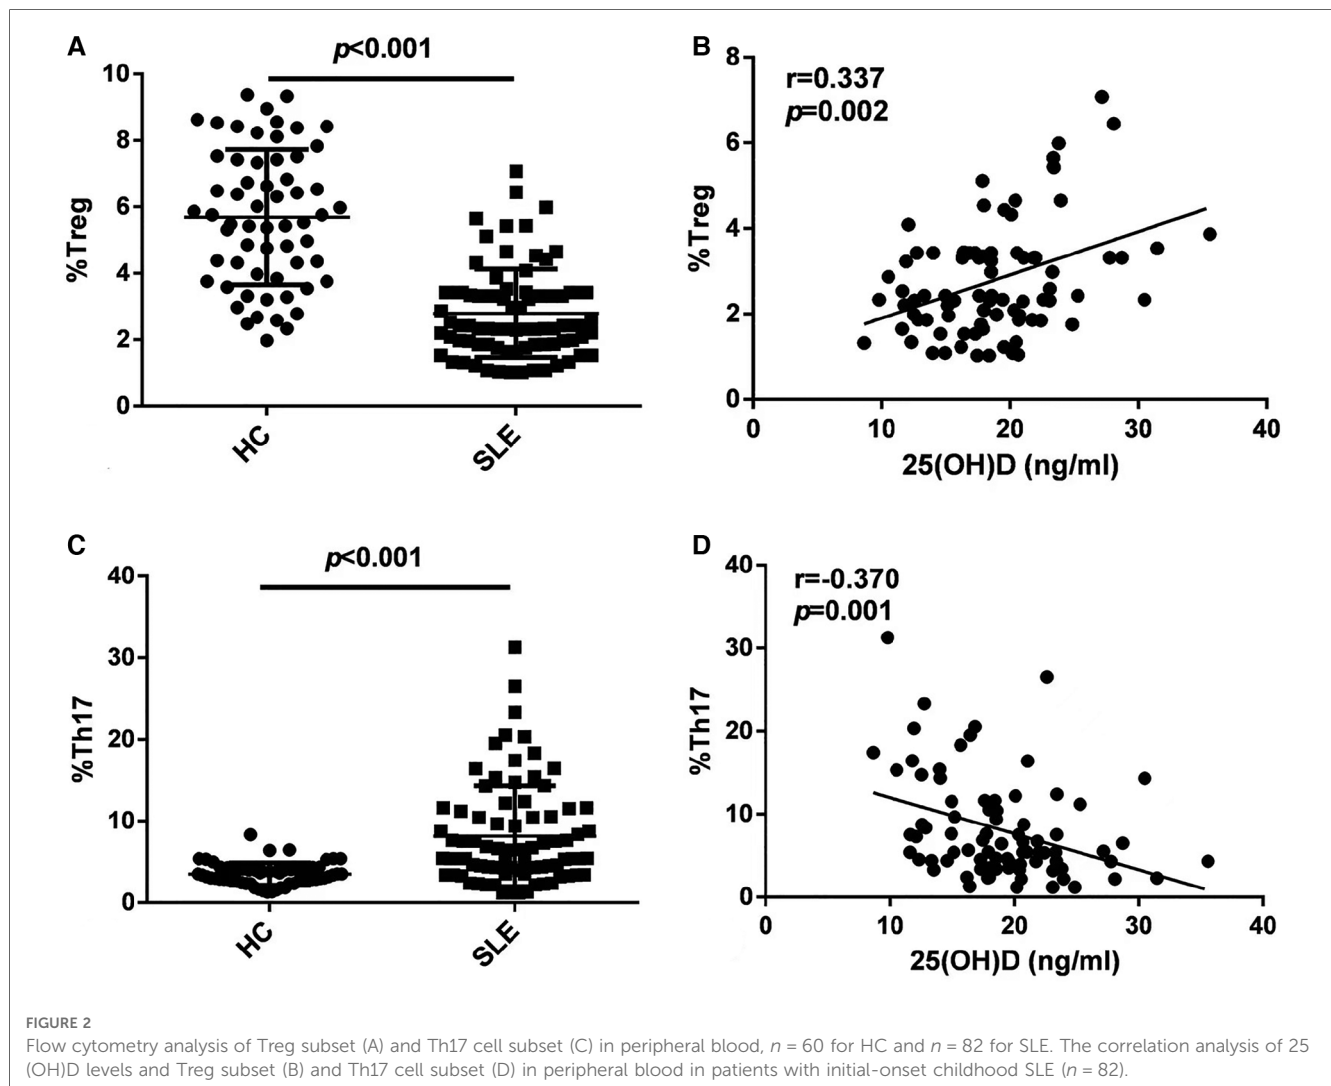 A
p<0.001
%Treg
10
8
6
4
2
0
HC
SLE
B
r=0.337
p=0.002
%Treg
8
6
4
2
0
0 10 20 30 40
25(OH)D (ng/ml)
C
p<0.001
%Th17
40
30
20
10
0
HC
SLE
D
r=-0.370
p=0.001
%Th17
40
30
20
10
0
0 10 20 30 40
25(OH)D (ng/ml)
FIGURE 2
Flow cytometry analysis of Treg subset (A) and Th17 cell subset (C) in peripheral blood, n = 60 for HC and n = 82 for SLE. The correlation analysis of 25
(OH)D levels and Treg subset (B) and Th17 cell subset (D) in peripheral blood in patients with initial-onset childhood SLE (n = 82).